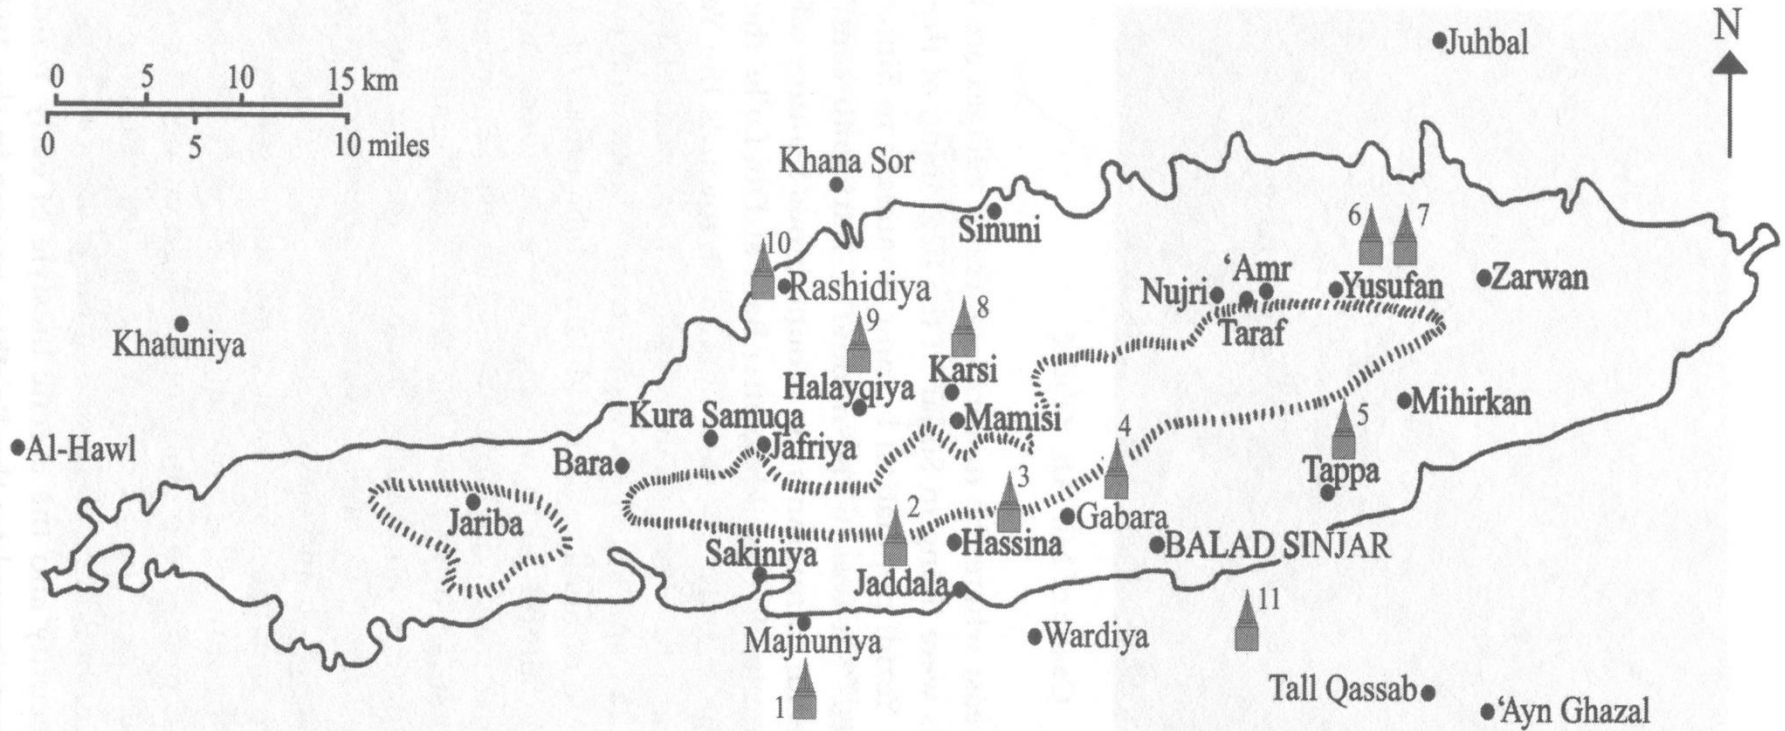 N
Juhbal
0 5 10 15 km
0 5 10 miles
Khana Sor
Sinuni
10
6
7
Rashidiya
Nujri
‘Amr
Yusufan
Zarwan
Taraf
Khatuniya
9
8
Halayqiya
Karsi
Mamisi
Kura Samuqa
Jafriya
Mihirkan
Al-Hawl
Bara
4
5
Tappa
Jariba
2
3
Gabara
Sakiniya
Hassina
BALAD SINJAR
Jaddala
11
Majnuniya
Wardiya
1
Tall Qassab
‘Ayn Ghazal